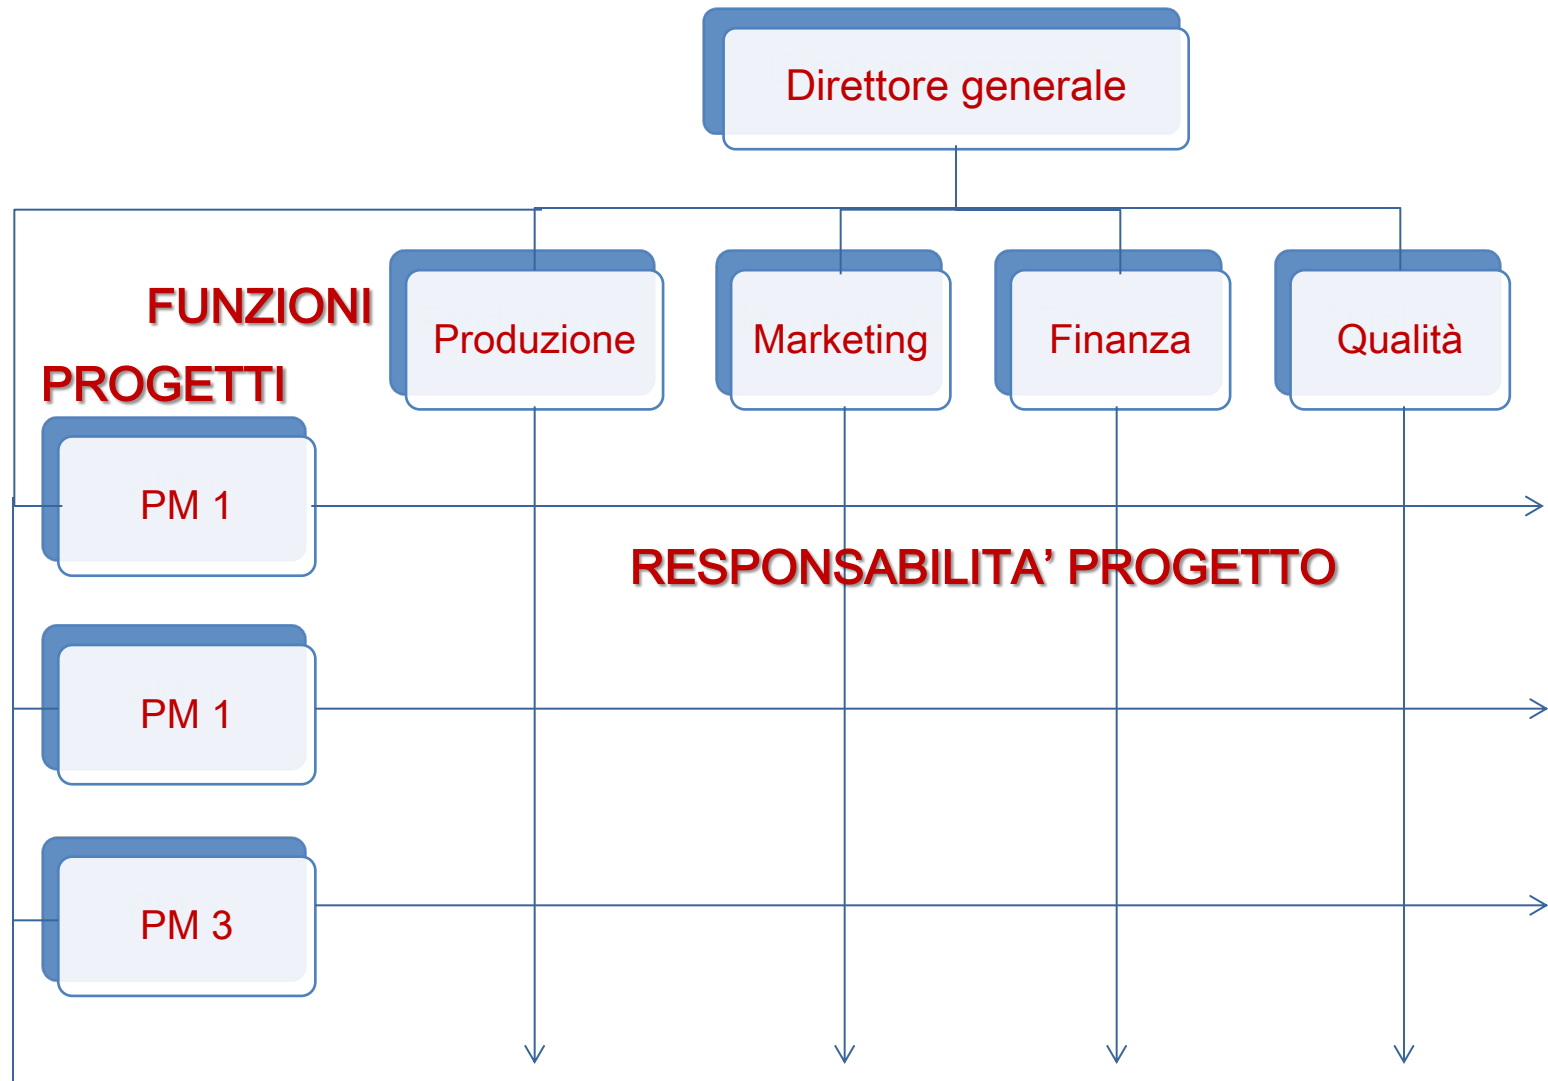 Direttore generale
FUNZIONI
Produzione
Marketing
Finanza
Qualità
PROGETTI
PM 1
RESPONSABILITA’ PROGETTO
PM 1
PM 3